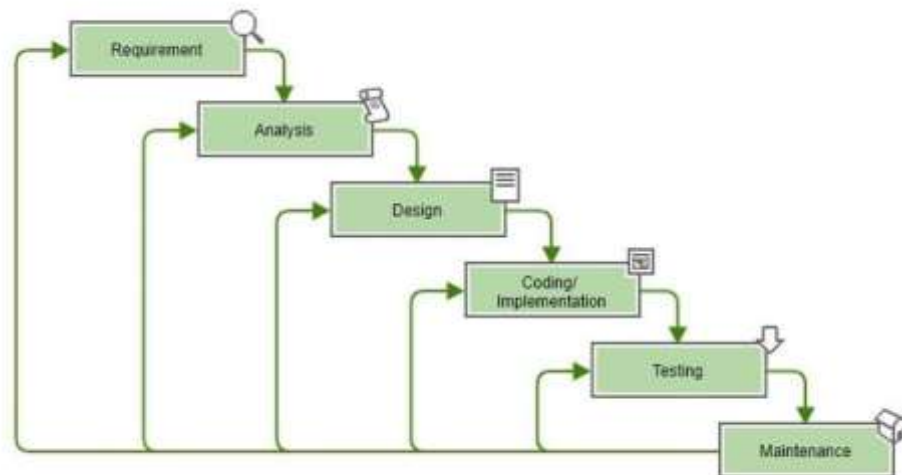 Requirement
Analysis
Design
Coding/
Implementation
Testing
Maintenance